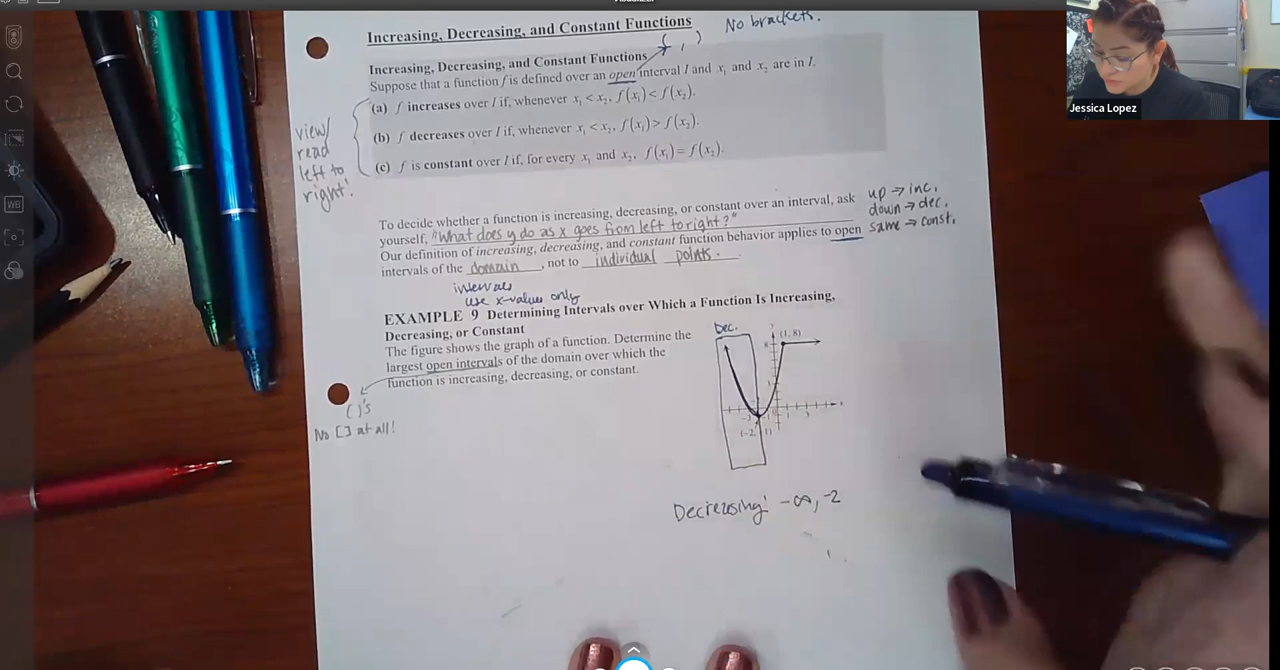 Increasing, Decreasing, and Constant Functions
No brackets.
( , )
Increasing, Decreasing, and Constant Functions
Suppose that a function f is defined over an open interval I and x₁ and x₂ are in I.
(a) f increases over I if, whenever x₁ < x₂, f(x₁) < f(x₂).
(b) f decreases over I if, whenever x₁ < x₂, f(x₁) > f(x₂).
(c) f is constant over I if, for every x₁ and x₂, f(x₁) = f(x₂).
view/
read
left to
right!
To decide whether a function is increasing, decreasing, or constant over an interval, ask
yourself, "What does y do as x goes from left to right?"
Our definition of increasing, decreasing, and constant function behavior applies to open
intervals of the domain, not to individual points.
up → inc.
down → dec.
same → const.
intervals
use x-values only
EXAMPLE 9 Determining Intervals over Which a Function Is Increasing,
Decreasing, or Constant
The figure shows the graph of a function. Determine the
largest open intervals of the domain over which the
function is increasing, decreasing, or constant.
( )'s
No [ ] at all!
Dec.
y
(1, 8)
8
x
Decreasing: -∞, -2
Jessica Lopez
WB